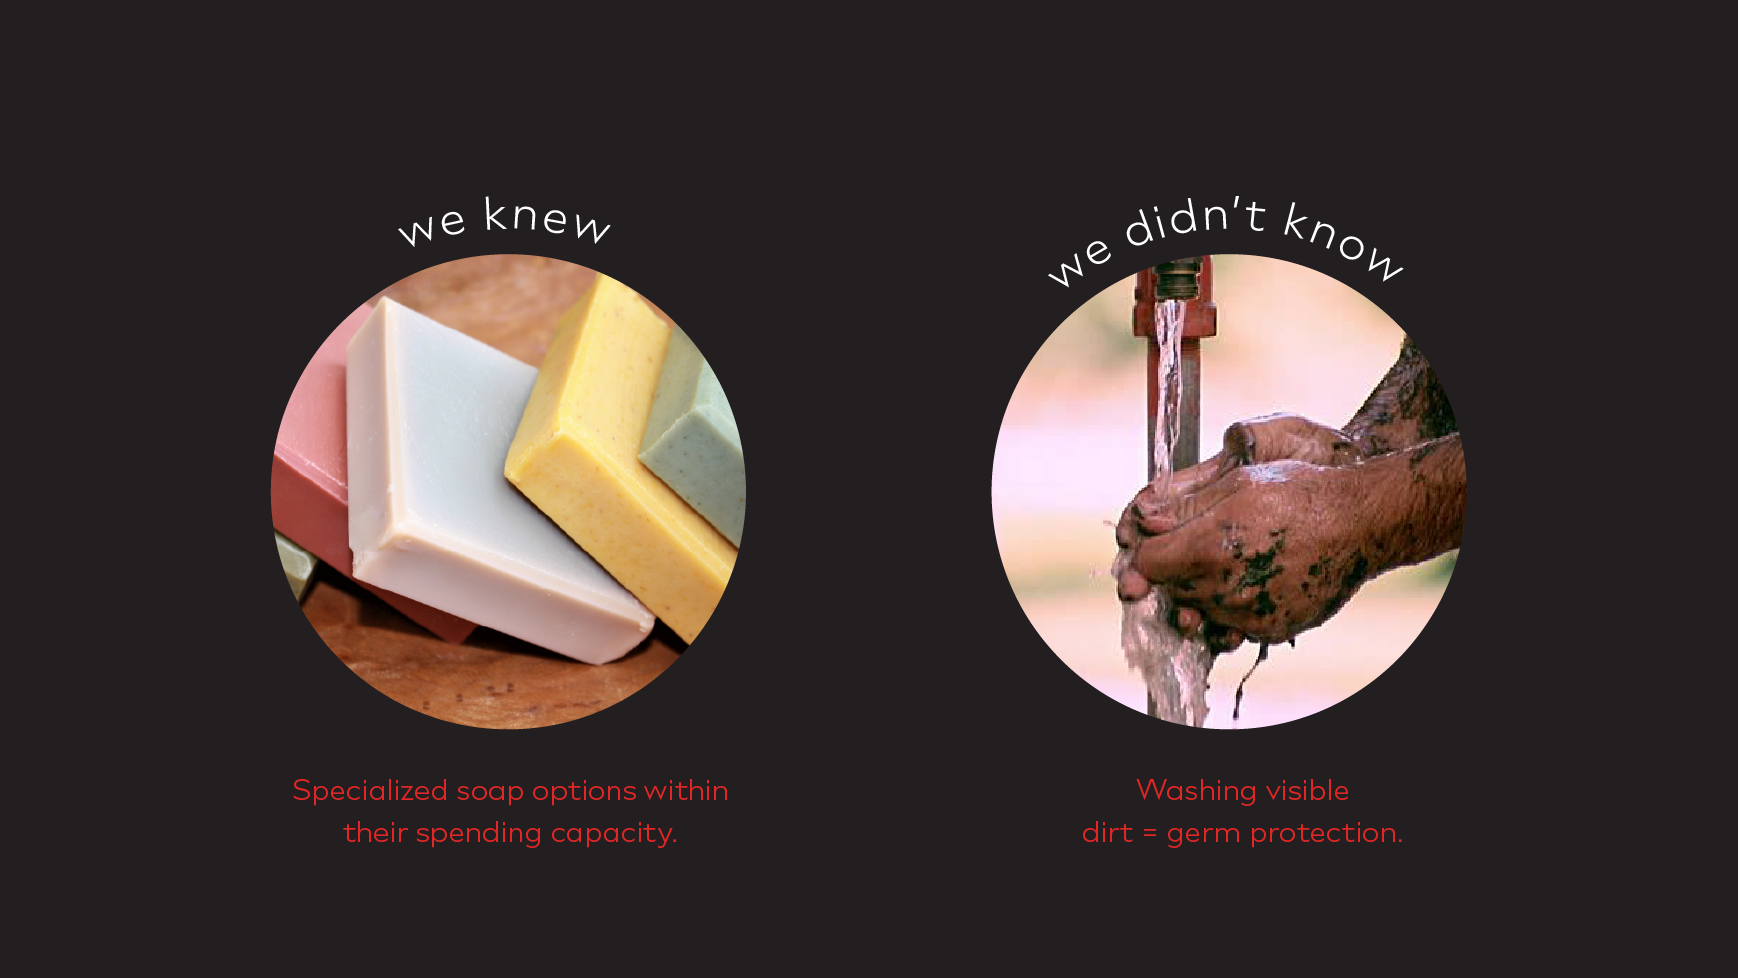 we knew
Specialized soap options within
their spending capacity.
we didn't know
Washing visible
dirt = germ protection.